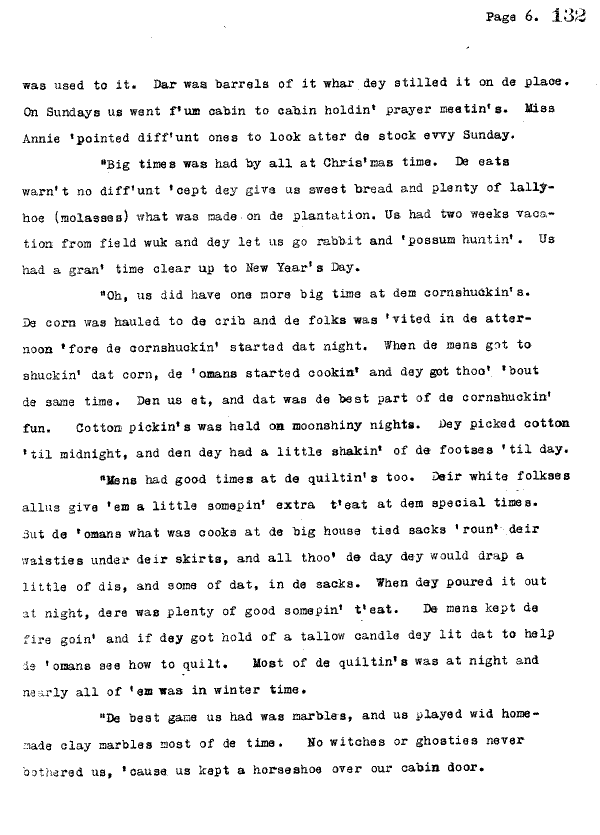 Page 6. 132
was used to it. Dar was barrels of it whar dey stilled it on de place.
On Sundays us went f'um cabin to cabin holdin' prayer meetin's. Miss
Annie 'pointed diff'unt ones to look atter de stock evvy Sunday.
"Big times was had by all at Chris'mas time. De eats
warn't no diff'unt 'cept dey give us sweet bread and plenty of lally-
hoe (molasses) what was made on de plantation. Us had two weeks vaca-
tion from field wuk and dey let us go rabbit and 'possum huntin'. Us
had a gran' time clear up to New Year's Day.
"Oh, us did have one more big time at dem cornshuckin's.
De corn was hauled to de crib and de folks was 'vited in de atter-
noon 'fore de cornshuckin' started dat night. When de mens got to
shuckin' dat corn, de 'omans started cookin' and dey got thoo' 'bout
de same time. Den us et, and dat was de best part of de cornshuckin'
fun. Cotton pickin's was held on moonshiny nights. Dey picked cotton
'til midnight, and den dey had a little shakin' of de footses 'til day.
"Mens had good times at de quiltin's too. Deir white folkses
allus give 'em a little somepin' extra t'eat at dem special times.
But de 'omans what was cooks at de big house tied sacks 'roun' deir
waisties under deir skirts, and all thoo' de day dey would drap a
little of dis, and some of dat, in de sacks. When dey poured it out
at night, dere was plenty of good somepin' t'eat. De mens kept de
fire goin' and if dey got hold of a tallow candle dey lit dat to help
de 'omans see how to quilt. Most of de quiltin's was at night and
nearly all of 'em was in winter time.
"De best game us had was marbles, and us played wid home-
made clay marbles most of de time. No witches or ghosties never
bothered us, 'cause us kept a horseshoe over our cabin door.